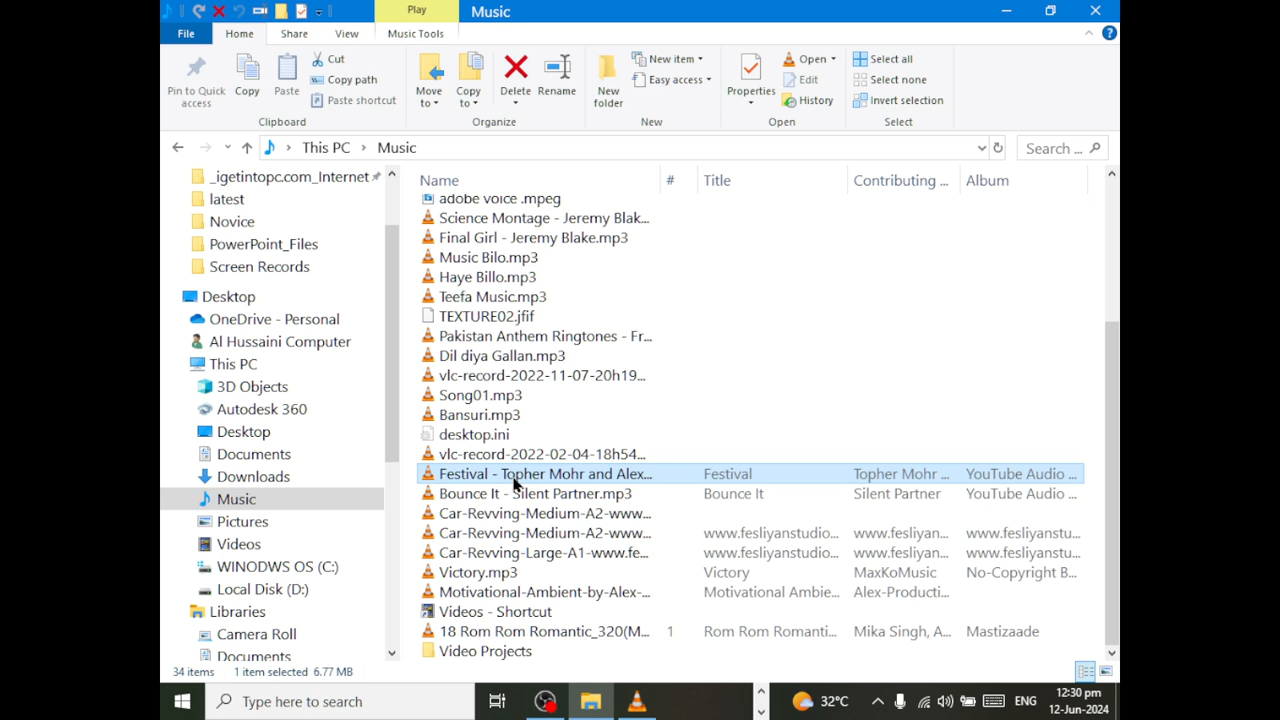 Play
Music
File
Home
Share
View
Music Tools
Pin to Quick access
Copy
Paste
Cut
Copy path
Paste shortcut
Clipboard
Move to
Copy to
Delete
Rename
Organize
New folder
New item
Easy access
New
Properties
Open
Edit
History
Open
Select all
Select none
Invert selection
Select
This PC
Music
Search ...
_igetintopc.com_Internet
latest
Novice
PowerPoint_Files
Screen Records
Desktop
OneDrive - Personal
Al Hussaini Computer
This PC
3D Objects
Autodesk 360
Desktop
Documents
Downloads
Music
Pictures
Videos
WINOODWS OS (C:)
Local Disk (D:)
Libraries
Camera Roll
Documents
Name # Title Contributing ... Album
adobe voice .mpeg
Science Montage - Jeremy Blak...
Final Girl - Jeremy Blake.mp3
Music Bilo.mp3
Haye Billo.mp3
Teefa Music.mp3
TEXTURE02.jfif
Pakistan Anthem Ringtones - Fr...
Dil diya Gallan.mp3
vlc-record-2022-11-07-20h19...
Song01.mp3
Bansuri.mp3
desktop.ini
vlc-record-2022-02-04-18h54...
Festival - Topher Mohr and Alex... Festival Topher Mohr ... YouTube Audio ...
Bounce It - Silent Partner.mp3 Bounce It Silent Partner YouTube Audio ...
Car-Revving-Medium-A2-www...
Car-Revving-Medium-A2-www... www.fesliyanstudio... www.fesliyan... www.fesliyanstu...
Car-Revving-Large-A1-www.fe... www.fesliyanstudio... www.fesliyan... www.fesliyanstu...
Victory.mp3 Victory MaxKoMusic No-Copyright B...
Motivational-Ambient-by-Alex-... Motivational Ambie... Alex-Producti...
Videos - Shortcut
18 Rom Rom Romantic_320(M... 1 Rom Rom Romanti... Mika Singh, A... Mastizaade
Video Projects
34 items 1 item selected 6.77 MB
Type here to search
32°C
ENG
12:30 pm
12-Jun-2024